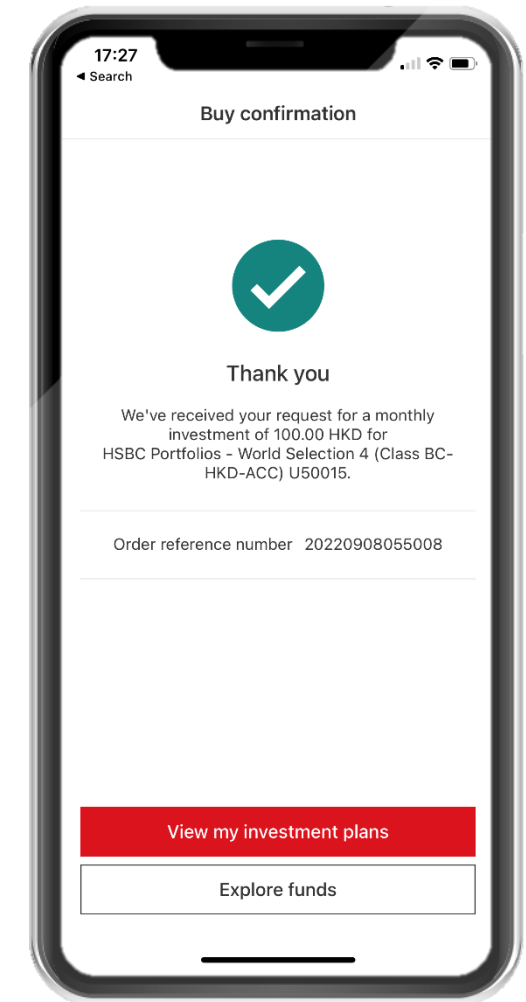 17:27
◀ Search
Buy confirmation
Thank you
We've received your request for a monthly
investment of 100.00 HKD for
HSBC Portfolios - World Selection 4 (Class BC-
HKD-ACC) U50015.
Order reference number 20220908055008
View my investment plans
Explore funds